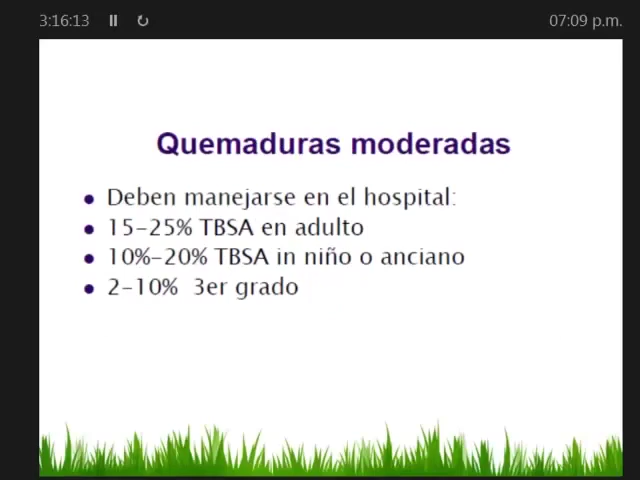 3:16:13 07:09 p.m.
Quemaduras moderadas
• Deben manejarse en el hospital:
• 15-25% TBSA en adulto
• 10%-20% TBSA in niño o anciano
• 2-10%  3er grado